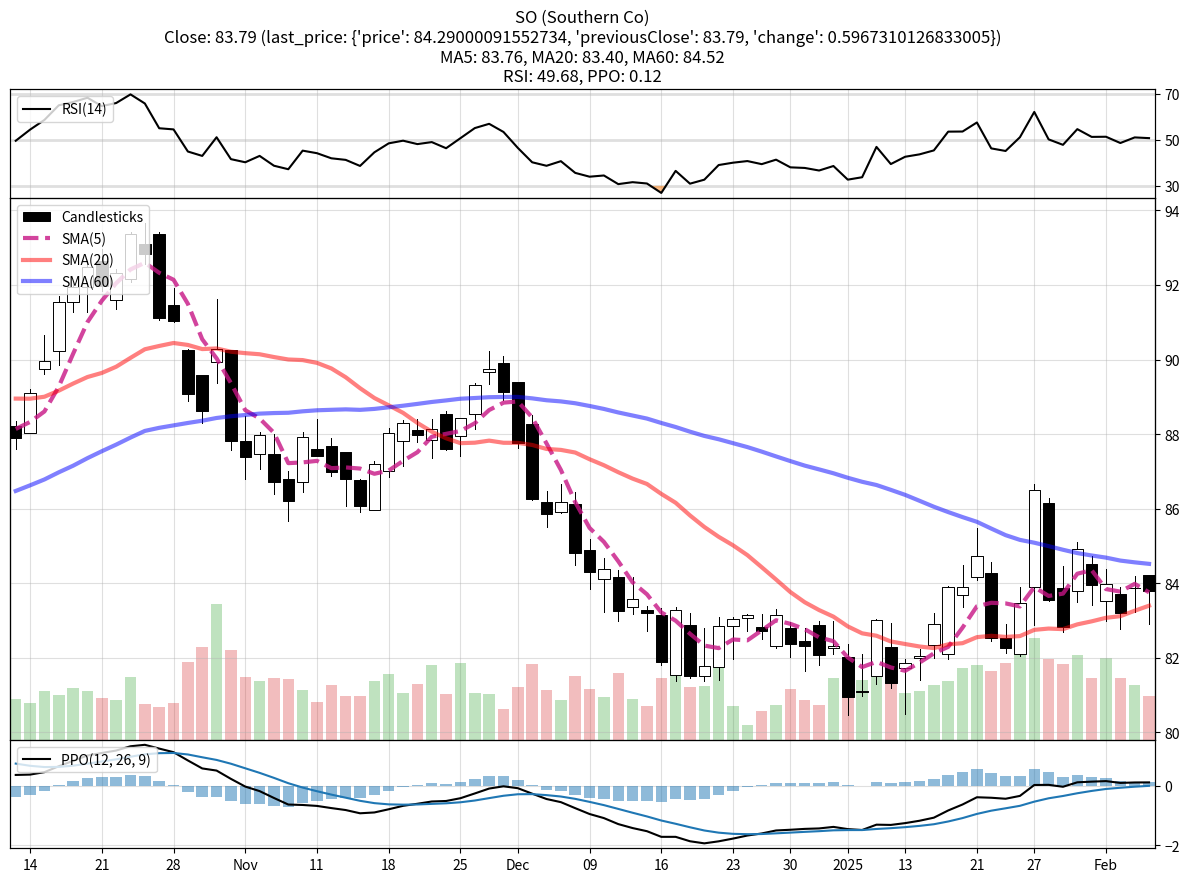 SO (Southern Co)
Close: 83.79 (last_price: {'price': 84.29000091552734, 'previousClose': 83.79, 'change': 0.5967310126833005})
MA5: 83.76, MA20: 83.40, MA60: 84.52
RSI: 49.68, PPO: 0.12
RSI(14)
70
50
30
Candlesticks
SMA(5)
SMA(20)
SMA(60)
94
92
90
88
86
84
82
80
PPO(12, 26, 9)
0
−2
14 21 28 Nov 11 18 25 Dec 09 16 23 30 2025 13 21 27 Feb